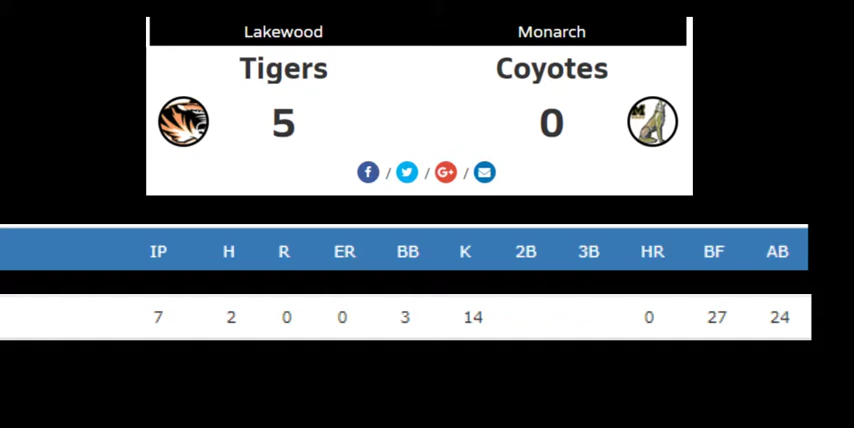 Lakewood Monarch
Tigers Coyotes
5 0
f / / G+ /
IP H R ER BB K 2B 3B HR BF AB
7 2 0 0 3 14 0 27 24